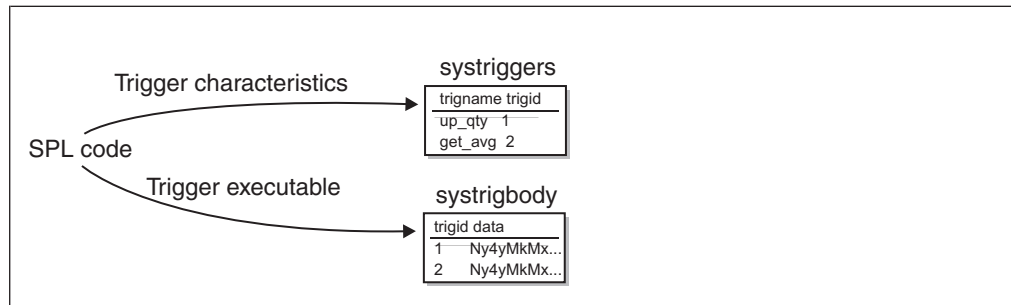 systriggers
Trigger characteristics
trigname trigid
up_qty 1
get_avg 2
SPL code
Trigger executable
systrigbody
trigid data
1 Ny4yMkMx...
2 Ny4yMkMx...